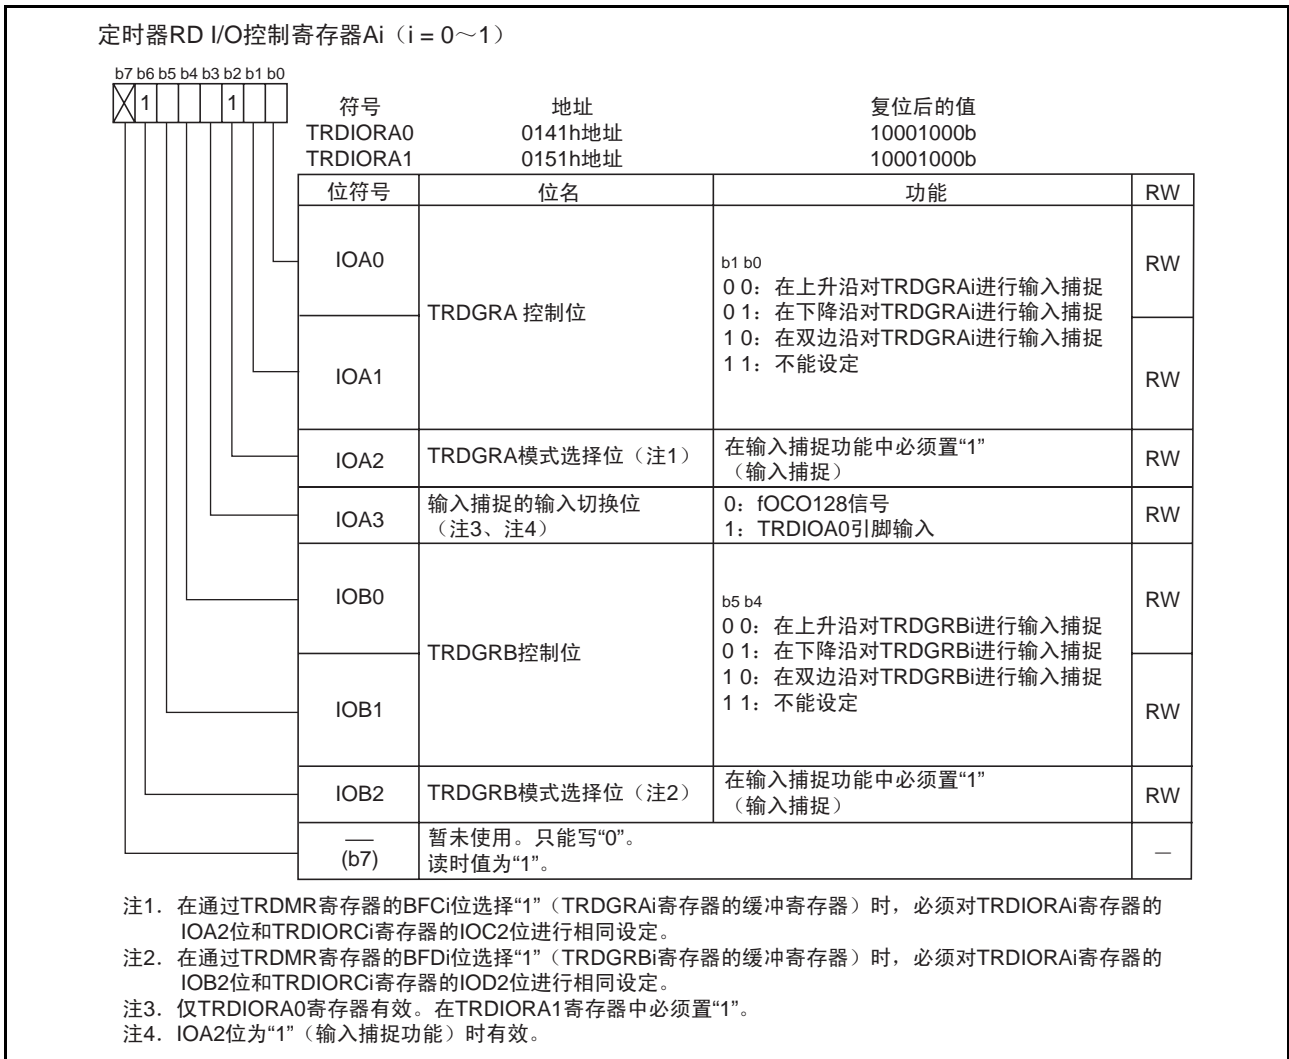 定时器RD I/O控制寄存器Ai（i = 0～1）
b7 b6 b5 b4 b3 b2 b1 b0
1 1
符号 地址 复位后的值
TRDIORA0 0141h地址 10001000b
TRDIORA1 0151h地址 10001000b
位符号 位名 功能 RW
IOA0 RW
IOA1 RW
TRDGRA 控制位
b1 b0
0 0：在上升沿对TRDGRAi进行输入捕捉
0 1：在下降沿对TRDGRAi进行输入捕捉
1 0：在双边沿对TRDGRAi进行输入捕捉
1 1：不能设定
IOA2 TRDGRA模式选择位（注1） 在输入捕捉功能中必须置“1” RW
（输入捕捉）
IOA3 输入捕捉的输入切换位 0：fOCO128信号 RW
（注3、注4） 1：TRDIOA0引脚输入
IOB0 RW
IOB1 RW
TRDGRB控制位
b5 b4
0 0：在上升沿对TRDGRBi进行输入捕捉
0 1：在下降沿对TRDGRBi进行输入捕捉
1 0：在双边沿对TRDGRBi进行输入捕捉
1 1：不能设定
IOB2 TRDGRB模式选择位（注2） 在输入捕捉功能中必须置“1” RW
（输入捕捉）
— 暂未使用。只能写“0”。 —
(b7) 读时值为“1”。
注1．在通过TRDMR寄存器的BFCi位选择“1”（TRDGRAi寄存器的缓冲寄存器）时，必须对TRDIORAi寄存器的
IOA2位和TRDIORCi寄存器的IOC2位进行相同设定。
注2．在通过TRDMR寄存器的BFDi位选择“1”（TRDGRBi寄存器的缓冲寄存器）时，必须对TRDIORAi寄存器的
IOB2位和TRDIORCi寄存器的IOD2位进行相同设定。
注3．仅TRDIORA0寄存器有效。在TRDIORA1寄存器中必须置“1”。
注4．IOA2位为“1”（输入捕捉功能）时有效。